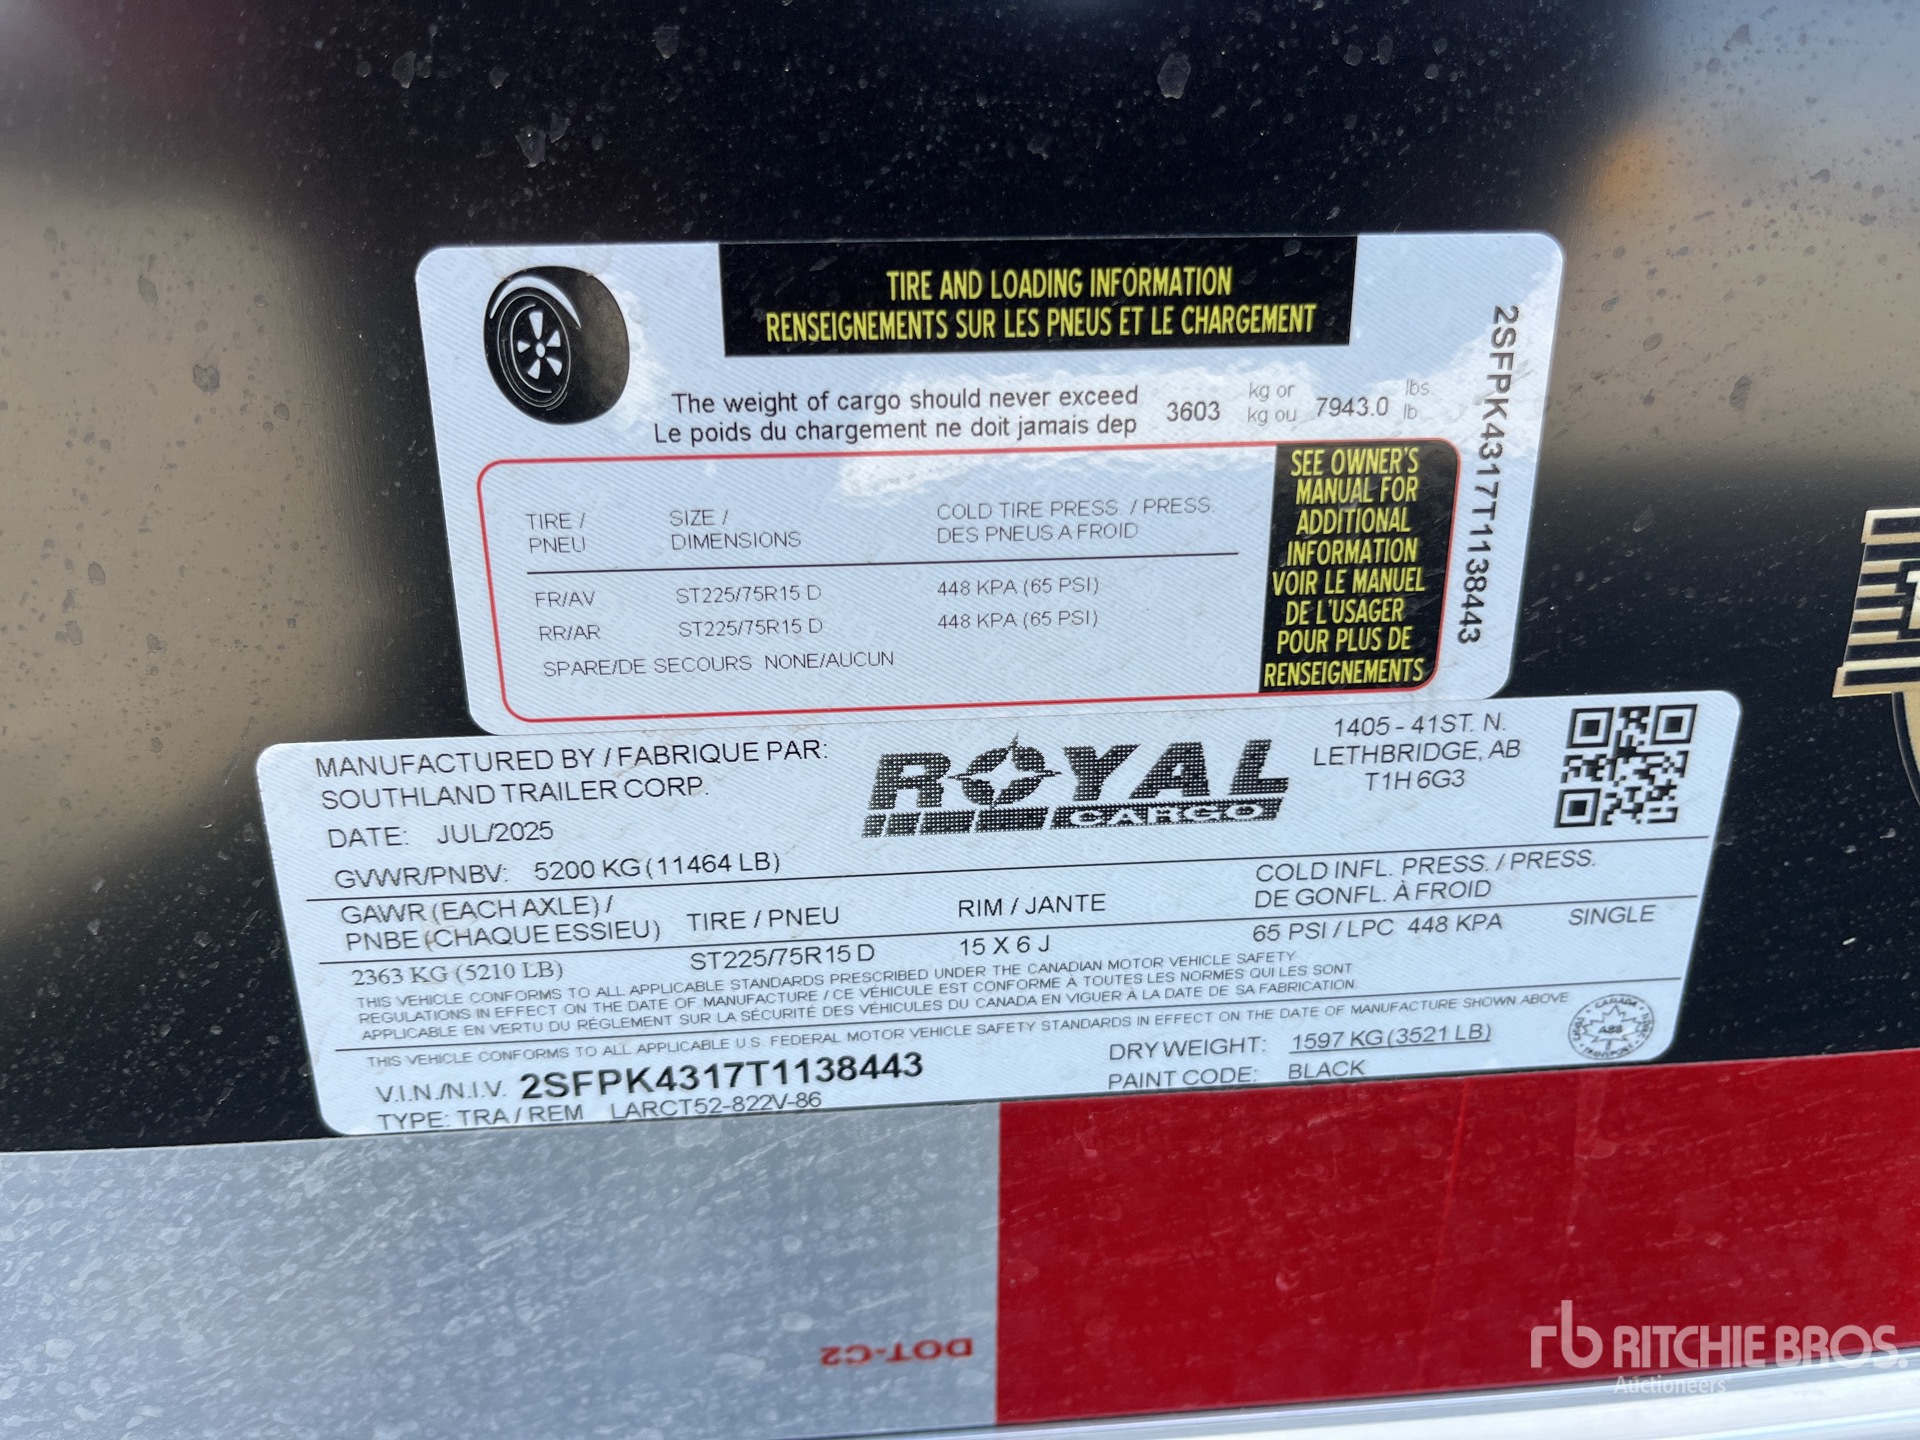 TIRE AND LOADING INFORMATION
RENSEIGNEMENTS SUR LES PNEUS ET LE CHARGEMENT
The weight of cargo should never exceed 3603 kg or 7943.0 lbs
Le poids du chargement ne doit jamais dep kg ou lb
TIRE / SIZE / COLD TIRE PRESS. / PRESS.
PNEU DIMENSIONS DES PNEUS A FROID
FR/AV ST225/75R15 D 448 KPA (65 PSI)
RR/AR ST225/75R15 D 448 KPA (65 PSI)
SPARE/DE SECOURS NONE/AUCUN
SEE OWNER'S
MANUAL FOR
ADDITIONAL
INFORMATION
VOIR LE MANUEL
DE L'USAGER
POUR PLUS DE
RENSEIGNEMENTS
2SFPK4317T1138443
MANUFACTURED BY / FABRIQUE PAR:
SOUTHLAND TRAILER CORP.
ROYAL
CARGO
1405 - 41ST. N.
LETHBRIDGE, AB
T1H 6G3
DATE: JUL/2025
GVWR/PNBV: 5200 KG (11464 LB)
GAWR (EACH AXLE) / TIRE / PNEU RIM / JANTE COLD INFL. PRESS. / PRESS.
PNBE (CHAQUE ESSIEU) DE GONFL. À FROID
2363 KG (5210 LB) ST225/75R15 D 15 X 6 J 65 PSI / LPC 448 KPA SINGLE
THIS VEHICLE CONFORMS TO ALL APPLICABLE STANDARDS PRESCRIBED UNDER THE CANADIAN MOTOR VEHICLE SAFETY
REGULATIONS IN EFFECT ON THE DATE OF MANUFACTURE / CE VÉHICULE EST CONFORME À TOUTES LES NORMES QUI LES SONT
APPLICABLE EN VERTU DU RÉGLEMENT SUR LA SÉCURITÉ DES VÉHICULES DU CANADA EN VIGUER À LA DATE DE SA FABRICATION.
THIS VEHICLE CONFORMS TO ALL APPLICABLE U.S. FEDERAL MOTOR VEHICLE SAFETY STANDARDS IN EFFECT ON THE DATE OF MANUFACTURE SHOWN ABOVE
V.I.N./N.I.V. 2SFPK4317T1138443 DRY WEIGHT: 1597 KG (3521 LB)
TYPE: TRA / REM LARCT52-822V-86 PAINT CODE: BLACK
CANADA
DOT-C2
rb RITCHIE BROS.
Auctioneers